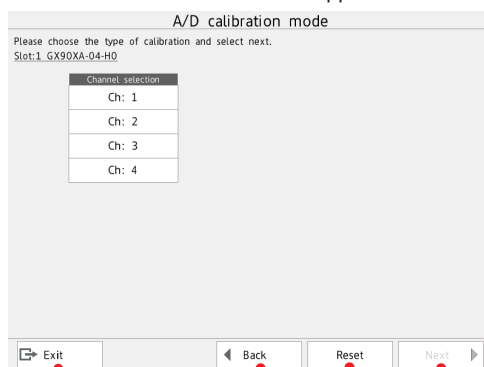 A/D calibration mode
Please choose the type of calibration and select next.
Slot:1 GX90XA-04-H0
Channel selection
Ch: 1
Ch: 2
Ch: 3
Ch: 4
Exit Back Reset Next